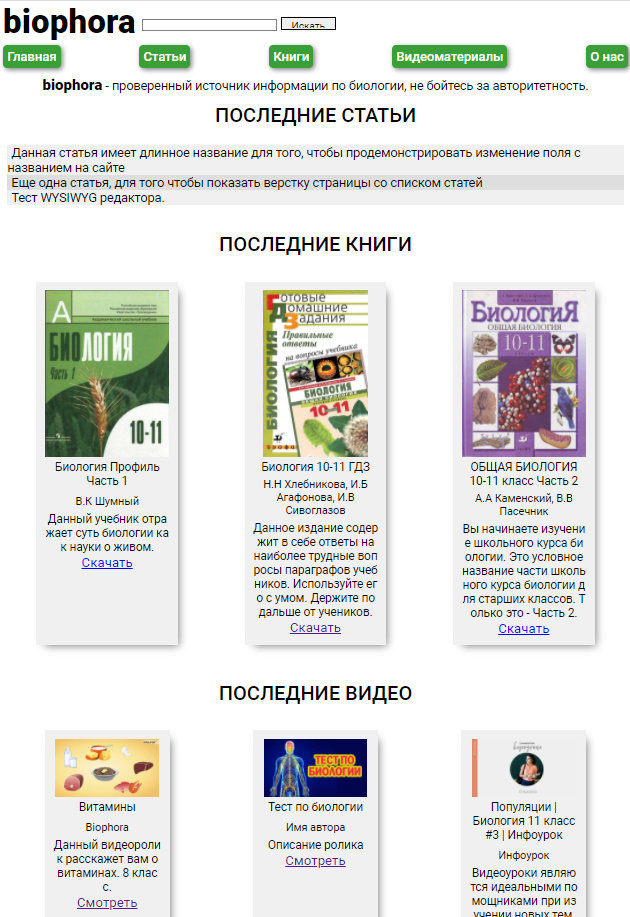 biophora
Искать
Главная
Статьи
Книги
Видеоматериалы
О нас
biophora - проверенный источник информации по биологии, не бойтесь за авторитетность.
ПОСЛЕДНИЕ СТАТЬИ
Данная статья имеет длинное название для того, чтобы продемонстрировать изменение поля с
названием на сайте
Еще одна статья, для того чтобы показать верстку страницы со списком статей
Тест WYSIWYG редактора.
ПОСЛЕДНИЕ КНИГИ
А
БИОЛОГИЯ
Часть 1
10-11
Биология Профиль
Часть 1
В.К Шумный
Данный учебник отра
жает суть биологии ка
к науки о живом.
Скачать
Готовые
Домашние
Задания
Правильные
ответы
на вопросы учебника
БИОЛОГИЯ
БИОЛОГИЯ
ОБЩАЯ БИОЛОГИЯ
10-11
дрофа
Биология 10-11 ГДЗ
Н.Н Хлебникова, И.Б
Агафонова, И.В
Сивоглазов
Данное издание содер
жит в себе ответы на
наиболее трудные воп
росы параграфов учеб
ников. Используйте ег
о с умом. Держите по
дальше от учеников.
Скачать
БИОЛОГИЯ
ОБЩАЯ БИОЛОГИЯ
10-11
ОБЩАЯ БИОЛОГИЯ
10-11 класс Часть 2
А.А Каменский, В.В
Пасечник
Вы начинаете изучени
е школьного курса би
ологии. Это условное
название части школь
ного курса биологии д
ля старших классов. Т
олько это - Часть 2.
Скачать
ПОСЛЕДНИЕ ВИДЕО
Витамины
Biophora
Данный видеороли
к расскажет вам о
витаминах. 8 клас
с.
Смотреть
ТЕСТ ПО
БИОЛОГИИ
Тест по биологии
Имя автора
Описание ролика
Смотреть
Популяции |
Биология 11 класс
#3 | Инфоурок
Инфоурок
Видеоуроки являю
тся идеальными по
мощниками при из
учении новых тем